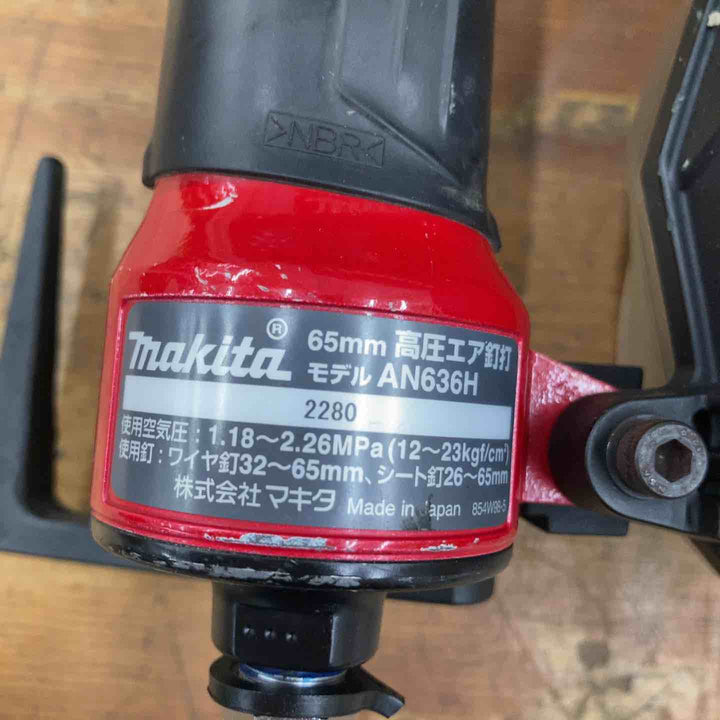 >NBR<
makita®
65mm 高圧エア釘打
モデル AN636H
2280
使用空気圧：1.18～2.26MPa(12～23kgf/cm²)
使用釘：ワイヤ釘32～65mm、シート釘26～65mm
株式会社 マキタ Made in Japan 854W98-5